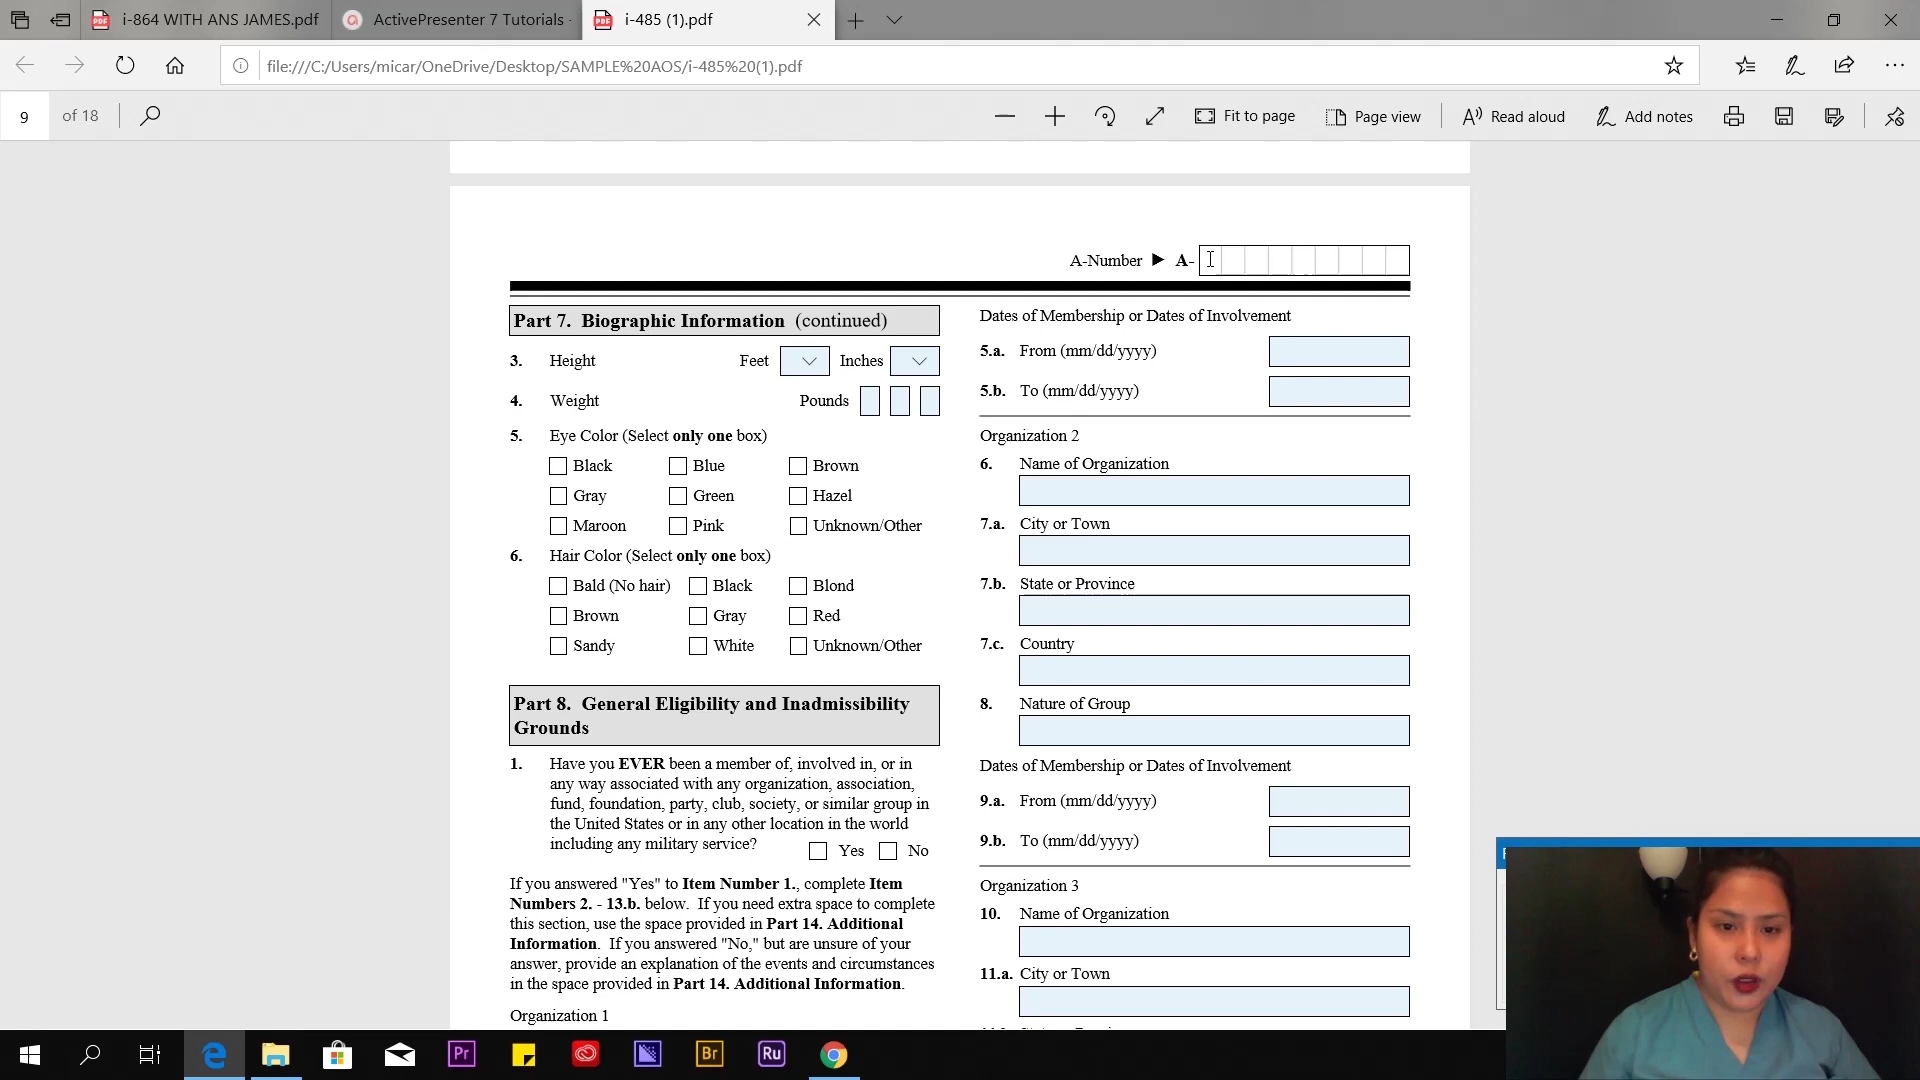 i-864 WITH ANS JAMES.pdf
ActivePresenter 7 Tutorials
i-485 (1).pdf
file:///C:/Users/micar/OneDrive/Desktop/SAMPLE%20AOS/i-485%20(1).pdf
9 of 18
Fit to page
Page view
Read aloud
Add notes
A-Number ▶ A-
Part 7. Biographic Information (continued)
3. Height Feet Inches
4. Weight Pounds
5. Eye Color (Select only one box)
Black Blue Brown
Gray Green Hazel
Maroon Pink Unknown/Other
6. Hair Color (Select only one box)
Bald (No hair) Black Blond
Brown Gray Red
Sandy White Unknown/Other
Part 8. General Eligibility and Inadmissibility
Grounds
1. Have you EVER been a member of, involved in, or in
any way associated with any organization, association,
fund, foundation, party, club, society, or similar group in
the United States or in any other location in the world
including any military service? Yes No
If you answered "Yes" to Item Number 1., complete Item
Numbers 2. - 13.b. below. If you need extra space to complete
this section, use the space provided in Part 14. Additional
Information. If you answered "No," but are unsure of your
answer, provide an explanation of the events and circumstances
in the space provided in Part 14. Additional Information.
Organization 1
Dates of Membership or Dates of Involvement
5.a. From (mm/dd/yyyy)
5.b. To (mm/dd/yyyy)
Organization 2
6. Name of Organization
7.a. City or Town
7.b. State or Province
7.c. Country
8. Nature of Group
Dates of Membership or Dates of Involvement
9.a. From (mm/dd/yyyy)
9.b. To (mm/dd/yyyy)
Organization 3
10. Name of Organization
11.a. City or Town
Pr
Br
Ru